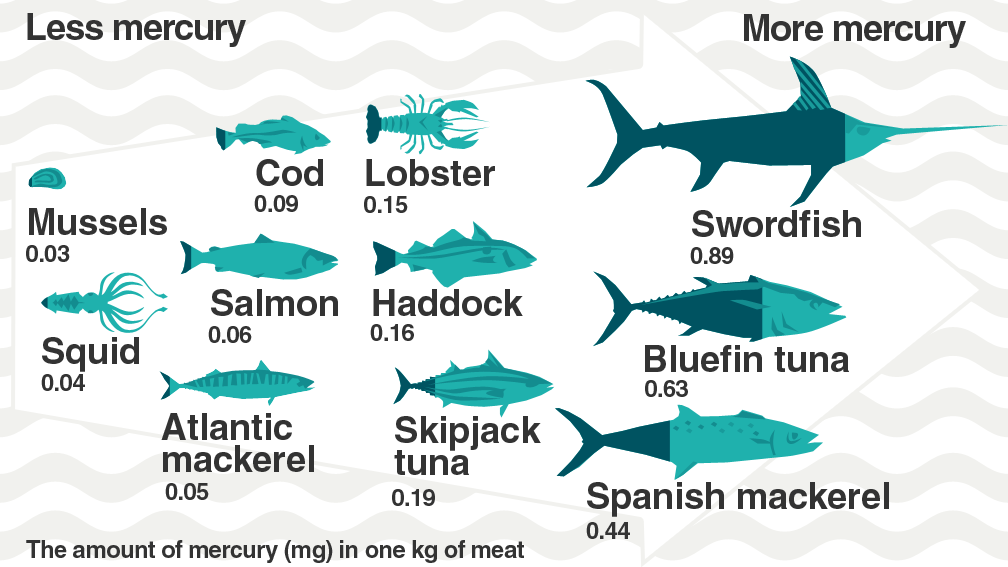 Less mercury
More mercury
Mussels
0.03
Squid
0.04
Cod
0.09
Salmon
0.06
Atlantic
mackerel
0.05
Lobster
0.15
Haddock
0.16
Skipjack
tuna
0.19
Swordfish
0.89
Bluefin tuna
0.63
Spanish mackerel
0.44
The amount of mercury (mg) in one kg of meat